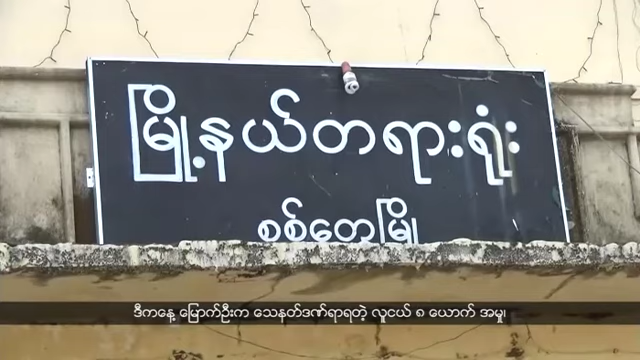 မြို့နယ်တရားရုံး
စစ်တွေမြို့
ဒီကနေ့ မြောက်ဦးက သေနတ်ဒဏ်ရာရတဲ့ လူငယ် ၈ ယောက် အမှု၊